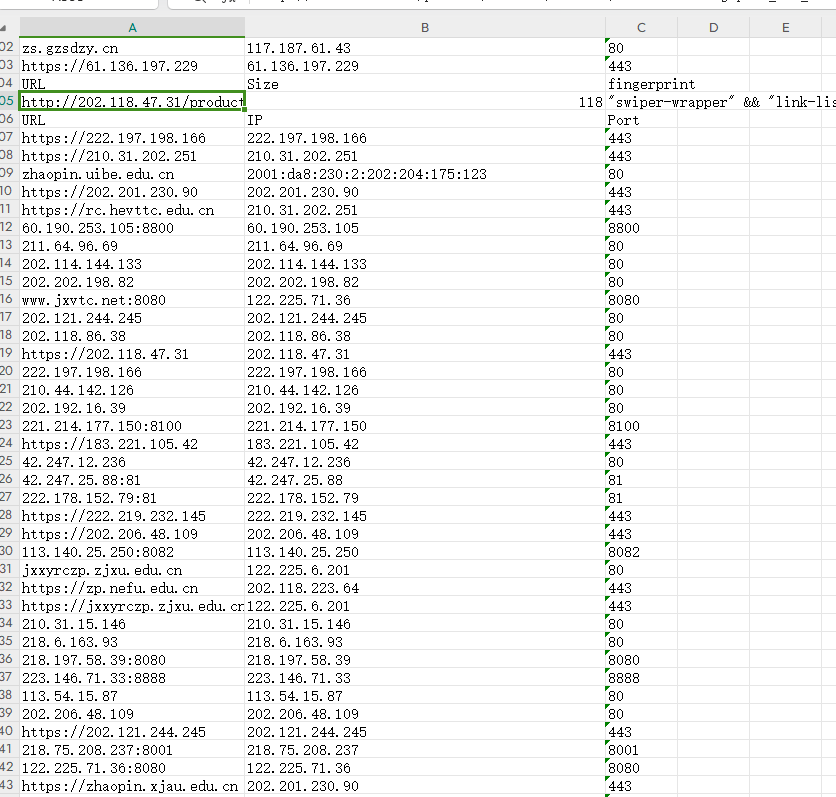 A B C D E
02 zs.gzsdzy.cn 117.187.61.43 80
03 https://61.136.197.229 61.136.197.229 443
04 URL Size fingerprint
05 http://202.118.47.31/product 118 "swiper-wrapper" && "link-lis
06 URL IP Port
07 https://222.197.198.166 222.197.198.166 443
08 https://210.31.202.251 210.31.202.251 443
09 zhaopin.uibe.edu.cn 2001:da8:230:2:202:204:175:123 80
10 https://202.201.230.90 202.201.230.90 443
11 https://rc.hevttc.edu.cn 210.31.202.251 443
12 60.190.253.105:8800 60.190.253.105 8800
13 211.64.96.69 211.64.96.69 80
14 202.114.144.133 202.114.144.133 80
15 202.202.198.82 202.202.198.82 80
16 www.jxvtc.net:8080 122.225.71.36 8080
17 202.121.244.245 202.121.244.245 80
18 202.118.86.38 202.118.86.38 80
19 https://202.118.47.31 202.118.47.31 443
20 222.197.198.166 222.197.198.166 80
21 210.44.142.126 210.44.142.126 80
22 202.192.16.39 202.192.16.39 80
23 221.214.177.150:8100 221.214.177.150 8100
24 https://183.221.105.42 183.221.105.42 443
25 42.247.12.236 42.247.12.236 80
26 42.247.25.88:81 42.247.25.88 81
27 222.178.152.79:81 222.178.152.79 81
28 https://222.219.232.145 222.219.232.145 443
29 https://202.206.48.109 202.206.48.109 443
30 113.140.25.250:8082 113.140.25.250 8082
31 jxxyrczp.zjxu.edu.cn 122.225.6.201 80
32 https://zp.nefu.edu.cn 202.118.223.64 443
33 https://jxxyrczp.zjxu.edu.cn 122.225.6.201 443
34 210.31.15.146 210.31.15.146 80
35 218.6.163.93 218.6.163.93 80
36 218.197.58.39:8080 218.197.58.39 8080
37 223.146.71.33:8888 223.146.71.33 8888
38 113.54.15.87 113.54.15.87 80
39 202.206.48.109 202.206.48.109 80
40 https://202.121.244.245 202.121.244.245 443
41 218.75.208.237:8001 218.75.208.237 8001
42 122.225.71.36:8080 122.225.71.36 8080
43 https://zhaopin.xjau.edu.cn 202.201.230.90 443